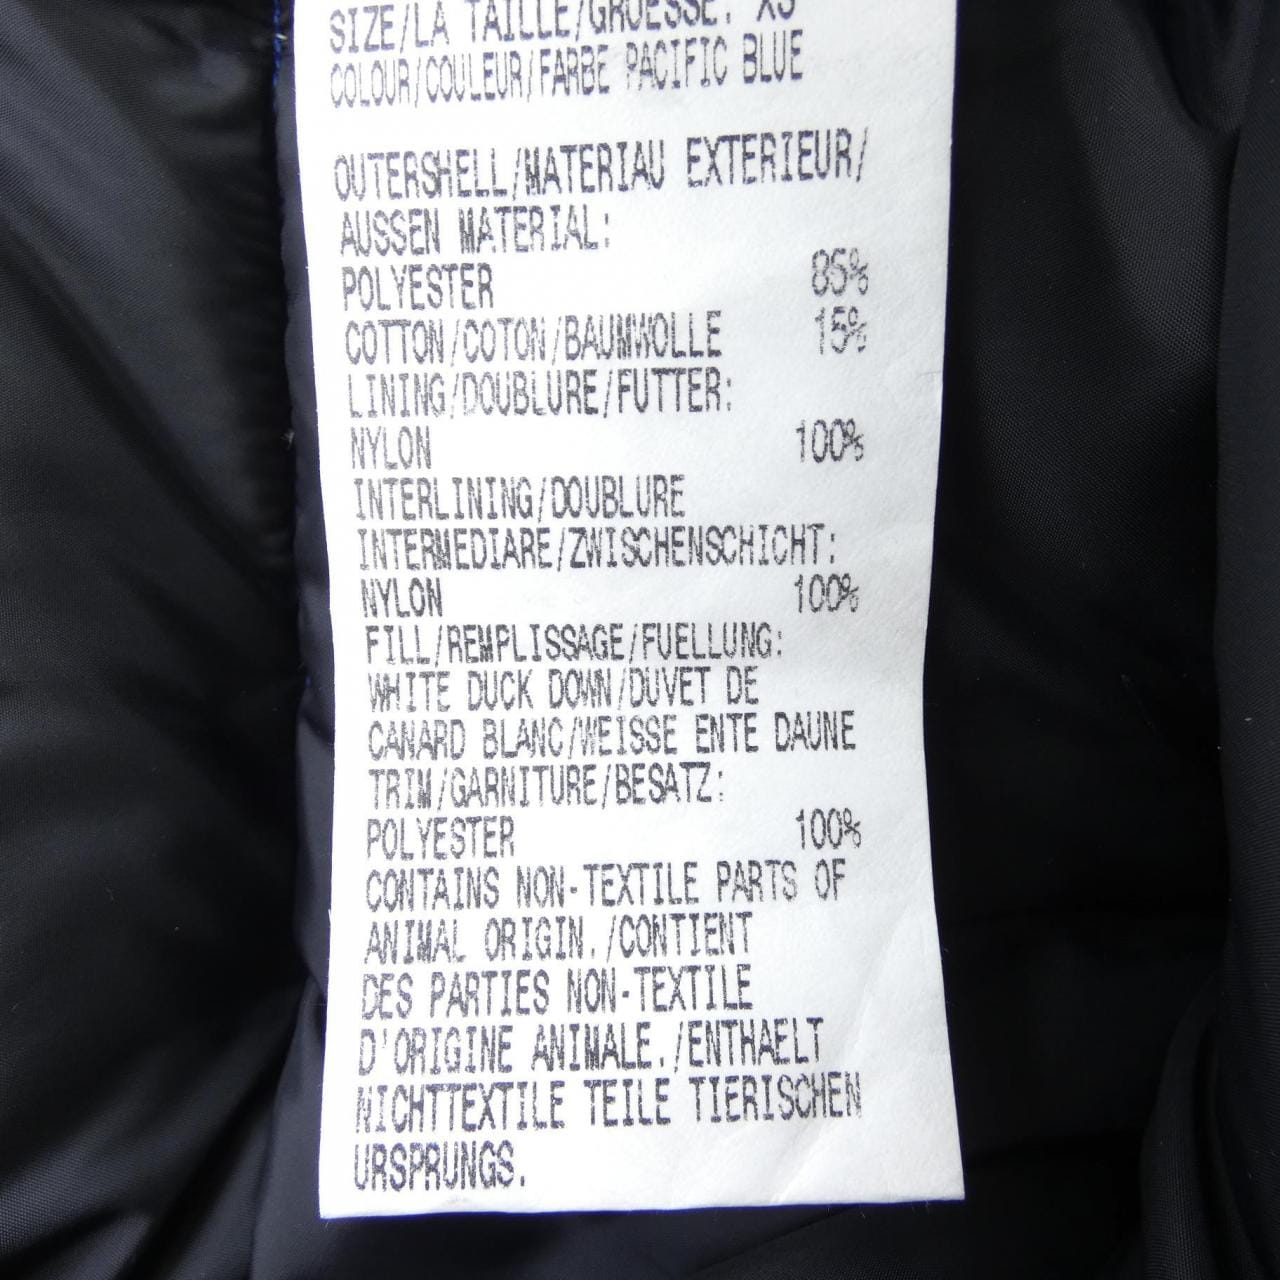 SIZE/LA TAILLE/GROESSE: XS
COLOUR/COULEUR/FARBE PACIFIC BLUE
OUTERSHELL/MATERIAU EXTERIEUR/
AUSSEN MATERIAL:
POLYESTER 85%
COTTON/COTON/BAUMWOLLE 15%
LINING/DOUBLURE/FUTTER:
NYLON 100%
INTERLINING/DOUBLURE
INTERMEDIARE/ZWISCHENSCHICHT:
NYLON 100%
FILL/REMPLISSAGE/FUELLUNG:
WHITE DUCK DOWN/DUVET DE
CANARD BLANC/WEISSE ENTE DAUNE
TRIM/GARNITURE/BESATZ:
POLYESTER 100%
CONTAINS NON-TEXTILE PARTS OF
ANIMAL ORIGIN./CONTIENT
DES PARTIES NON-TEXTILE
D'ORIGINE ANIMALE./ENTHAELT
NICHTTEXTILE TEILE TIERISCHEN
URSPRUNGS.